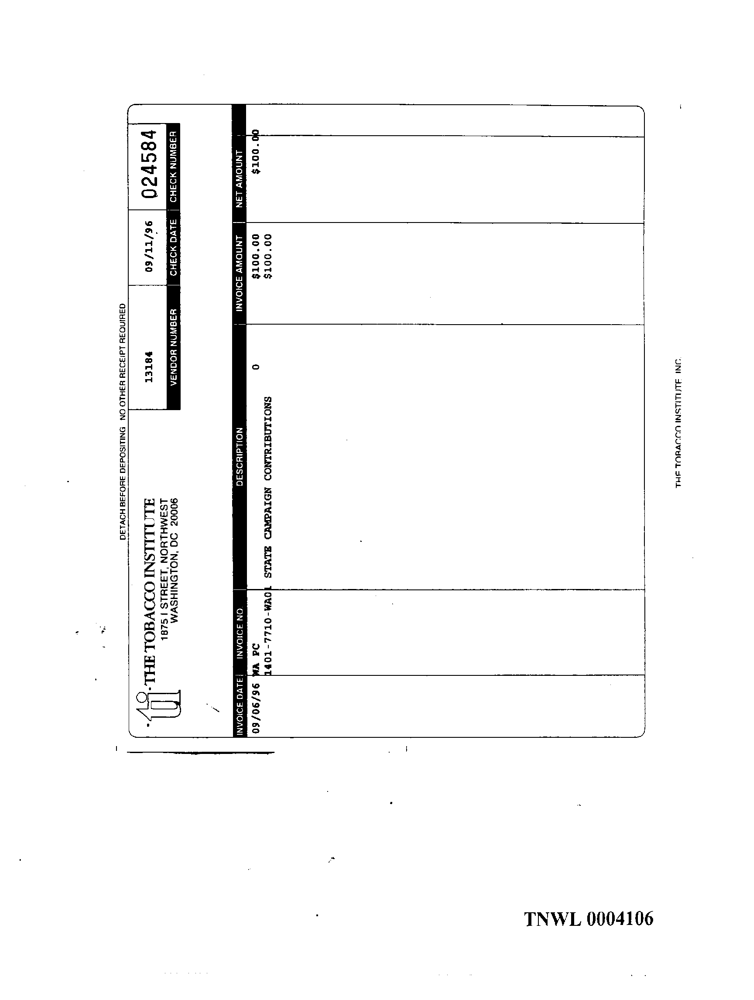 DETACH BEFORE DEPOSITING NO OTHER RECEIPT REQUIRED
THE TOBACCO INSTITUTE
1875 I STREET, NORTHWEST
WASHINGTON, DC 20006
13184 09/11/96 024584
VENDOR NUMBER CHECK DATE CHECK NUMBER
INVOICE DATE INVOICE NO DESCRIPTION INVOICE AMOUNT NET AMOUNT
09/06/96 WA PC 0 $100.00 $100.00
1401-7710-WA01 STATE CAMPAIGN CONTRIBUTIONS $100.00
THE TOBACCO INSTITUTE INC.
TNWL 0004106